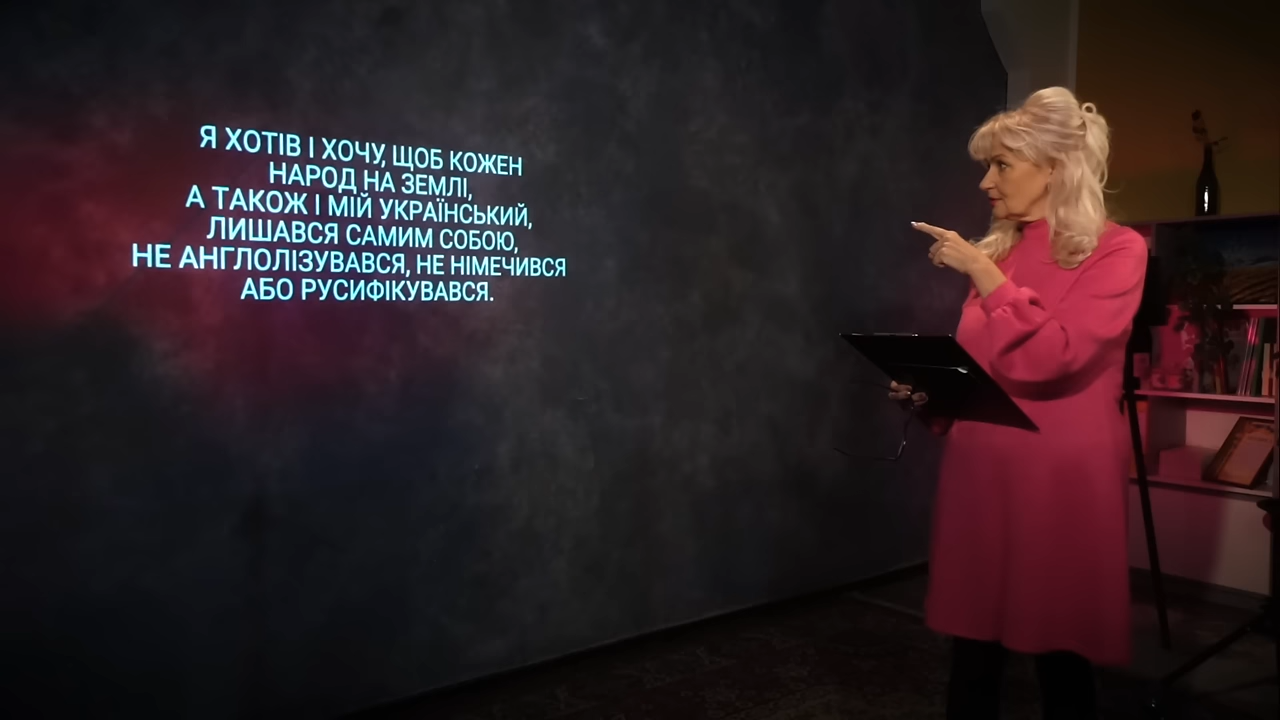 Я ХОТІВ І ХОЧУ, ЩОБ КОЖЕН
НАРОД НА ЗЕМЛІ,
А ТАКОЖ І МІЙ УКРАЇНСЬКИЙ,
ЛИШАВСЯ САМИМ СОБОЮ,
НЕ АНГЛОЛІЗУВАВСЯ, НЕ НІМЕЧИВСЯ
АБО РУСИФІКУВАВСЯ.